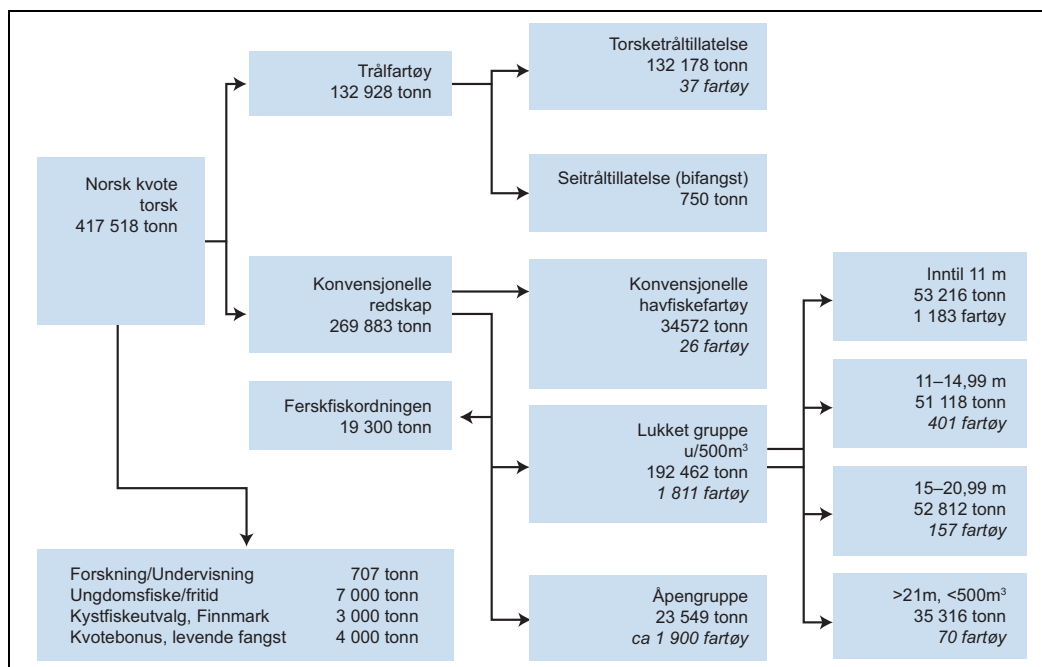 Norsk kvote
torsk
417 518 tonn
Trålfartøy
132 928 tonn
Torsketråltillatelse
132 178 tonn
37 fartøy
Seitråltillatelse (bifangst)
750 tonn
Konvensjonelle
redskap
269 883 tonn
Konvensjonelle
havfiskefartøy
34572 tonn
26 fartøy
Ferskfiskordningen
19 300 tonn
Lukket gruppe
u/500m³
192 462 tonn
1 811 fartøy
Åpengruppe
23 549 tonn
ca 1 900 fartøy
Inntil 11 m
53 216 tonn
1 183 fartøy
11–14,99 m
51 118 tonn
401 fartøy
15–20,99 m
52 812 tonn
157 fartøy
>21m, <500m³
35 316 tonn
70 fartøy
Forskning/Undervisning 707 tonn
Ungdomsfiske/fritid 7 000 tonn
Kystfiskeutvalg, Finnmark 3 000 tonn
Kvotebonus, levende fangst 4 000 tonn